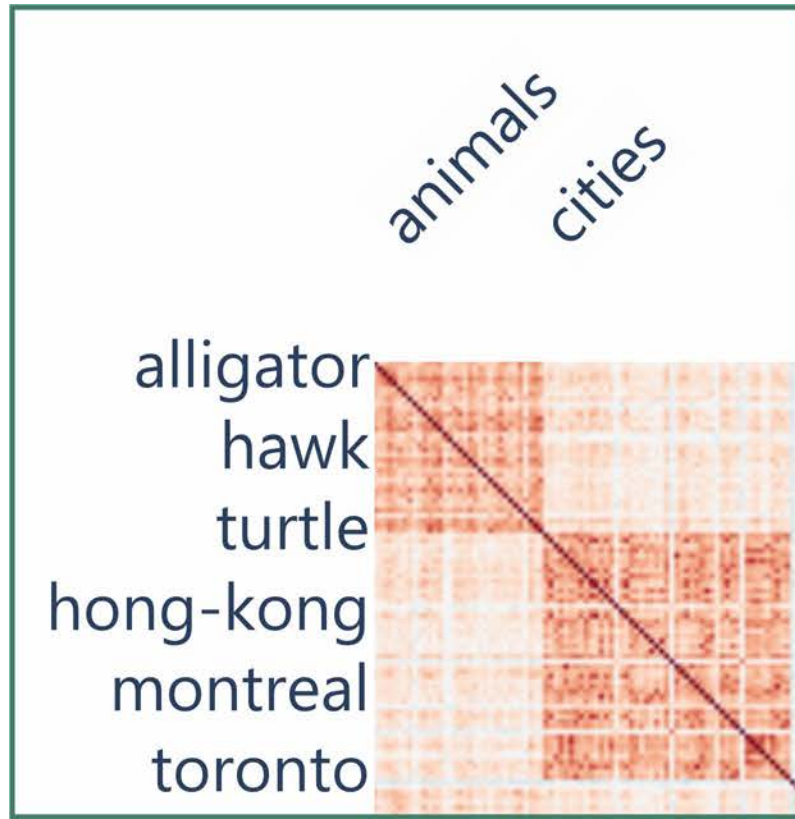 animals
cities
alligator
hawk
turtle
hong-kong
montreal
toronto